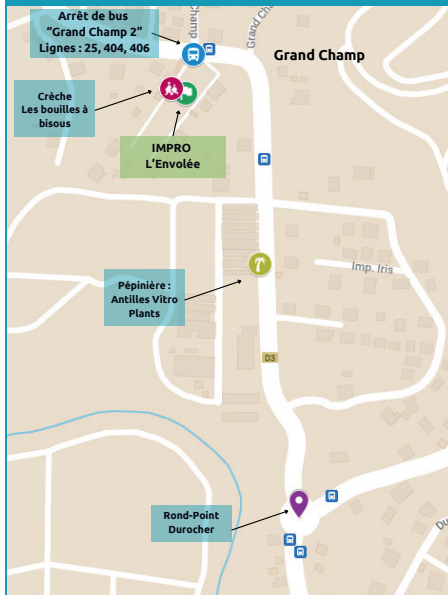 Arrêt de bus
“Grand Champ 2”
Lignes : 25, 404, 406
Champ
Grand Champ
Crèche
Les bouilles à
bisous
IMPRO
L’Envolée
Imp. Iris
Pépinière :
Antilles Vitro
Plants
D3
Rond-Point
Durocher